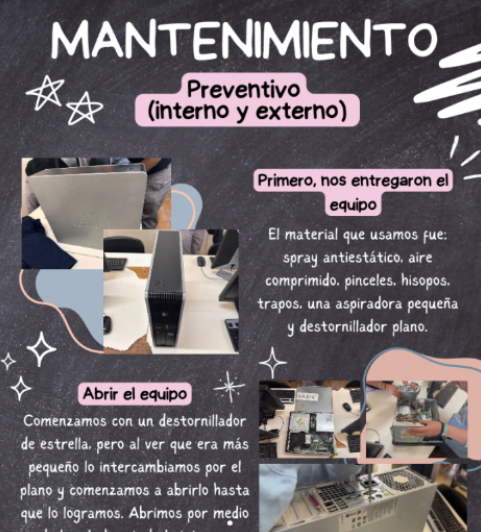 MANTENIMIENTO
Preventivo
(interno y externo)
Primero, nos entregaron el
equipo
El material que usamos fue:
spray antiestático, aire
comprimido, pinceles, hisopos,
trapos, una aspiradora pequeña
y destornillador plano.
Abrir el equipo
Comenzamos con un destornillador
de estrella, pero al ver que era más
pequeño lo intercambiamos por el
plano y comenzamos a abrirlo hasta
que lo logramos. Abrimos por medio